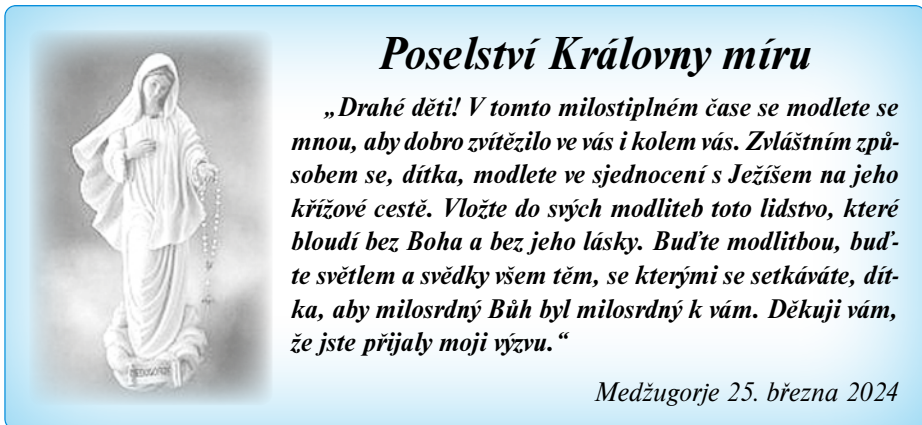 Poselství Královny míru
„Drahé děti! V tomto milostiplném čase se modlete se
mnou, aby dobro zvítězilo ve vás i kolem vás. Zvláštním způ-
sobem se, dítka, modlete ve sjednocení s Ježíšem na jeho
křížové cestě. Vložte do svých modliteb toto lidstvo, které
bloudí bez Boha a bez jeho lásky. Buďte modlitbou, buď-
te světlem a svědky všem těm, se kterými se setkáváte, dít-
ka, aby milosrdný Bůh byl milosrdný k vám. Děkuji vám,
že jste přijaly moji výzvu.“
Medžugorje 25. března 2024